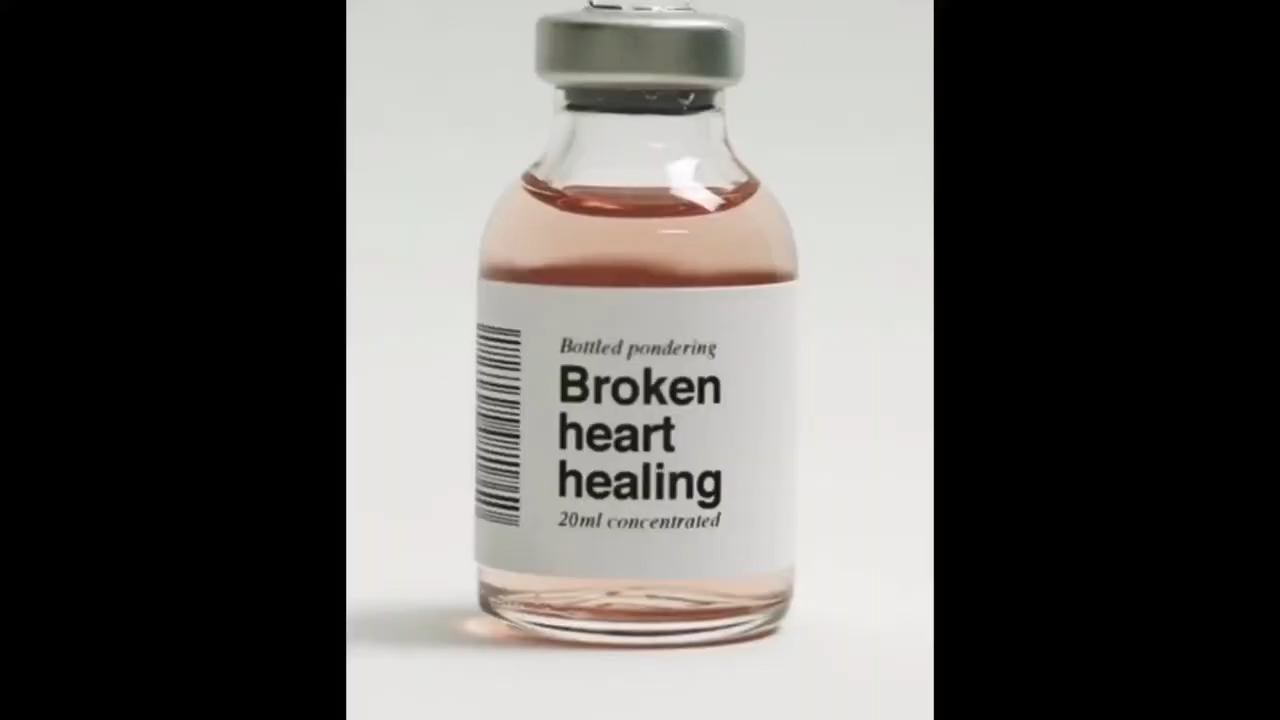 Bottled pondering
Broken
heart
healing
20ml concentrated